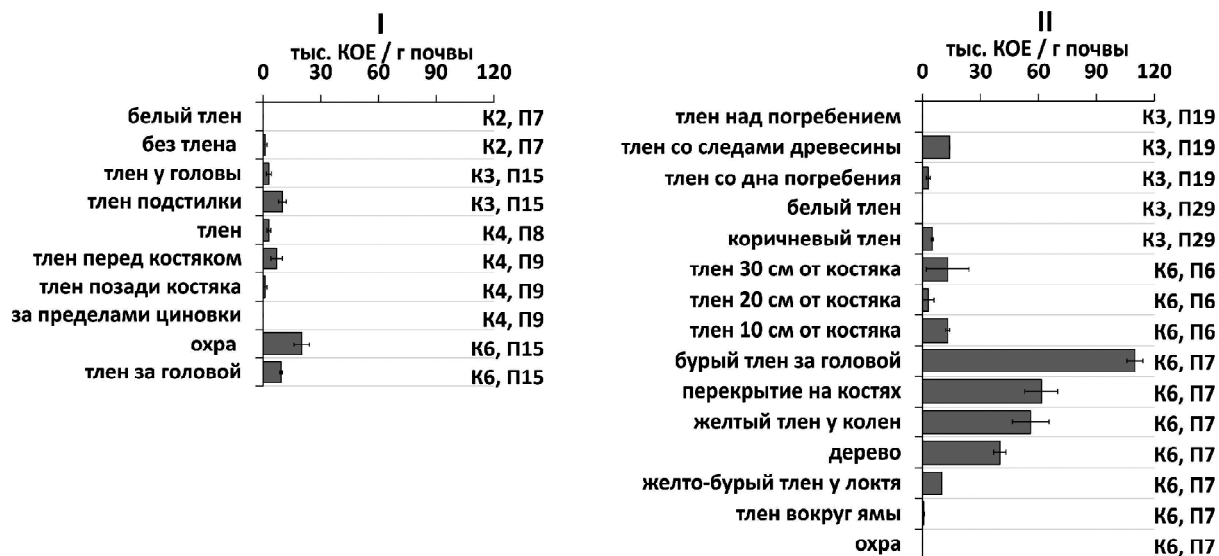 I
тыс. КОЕ / г почвы
0 30 60 90 120
белый тлен К2, П7
без тлена К2, П7
тлен у головы К3, П15
тлен подстилки К3, П15
тлен К4, П8
тлен перед костяком К4, П9
тлен позади костяка К4, П9
за пределами циновки К4, П9
охра К6, П15
тлен за головой К6, П15
II
тыс. КОЕ / г почвы
0 30 60 90 120
тлен над погребением К3, П19
тлен со следами древесины К3, П19
тлен со дна погребения К3, П19
белый тлен К3, П29
коричневый тлен К3, П29
тлен 30 см от костяка К6, П6
тлен 20 см от костяка К6, П6
тлен 10 см от костяка К6, П6
бурый тлен за головой К6, П7
перекрытие на костях К6, П7
желтый тлен у колен К6, П7
дерево К6, П7
желто-бурый тлен у локтя К6, П7
тлен вокруг ямы К6, П7
охра К6, П7